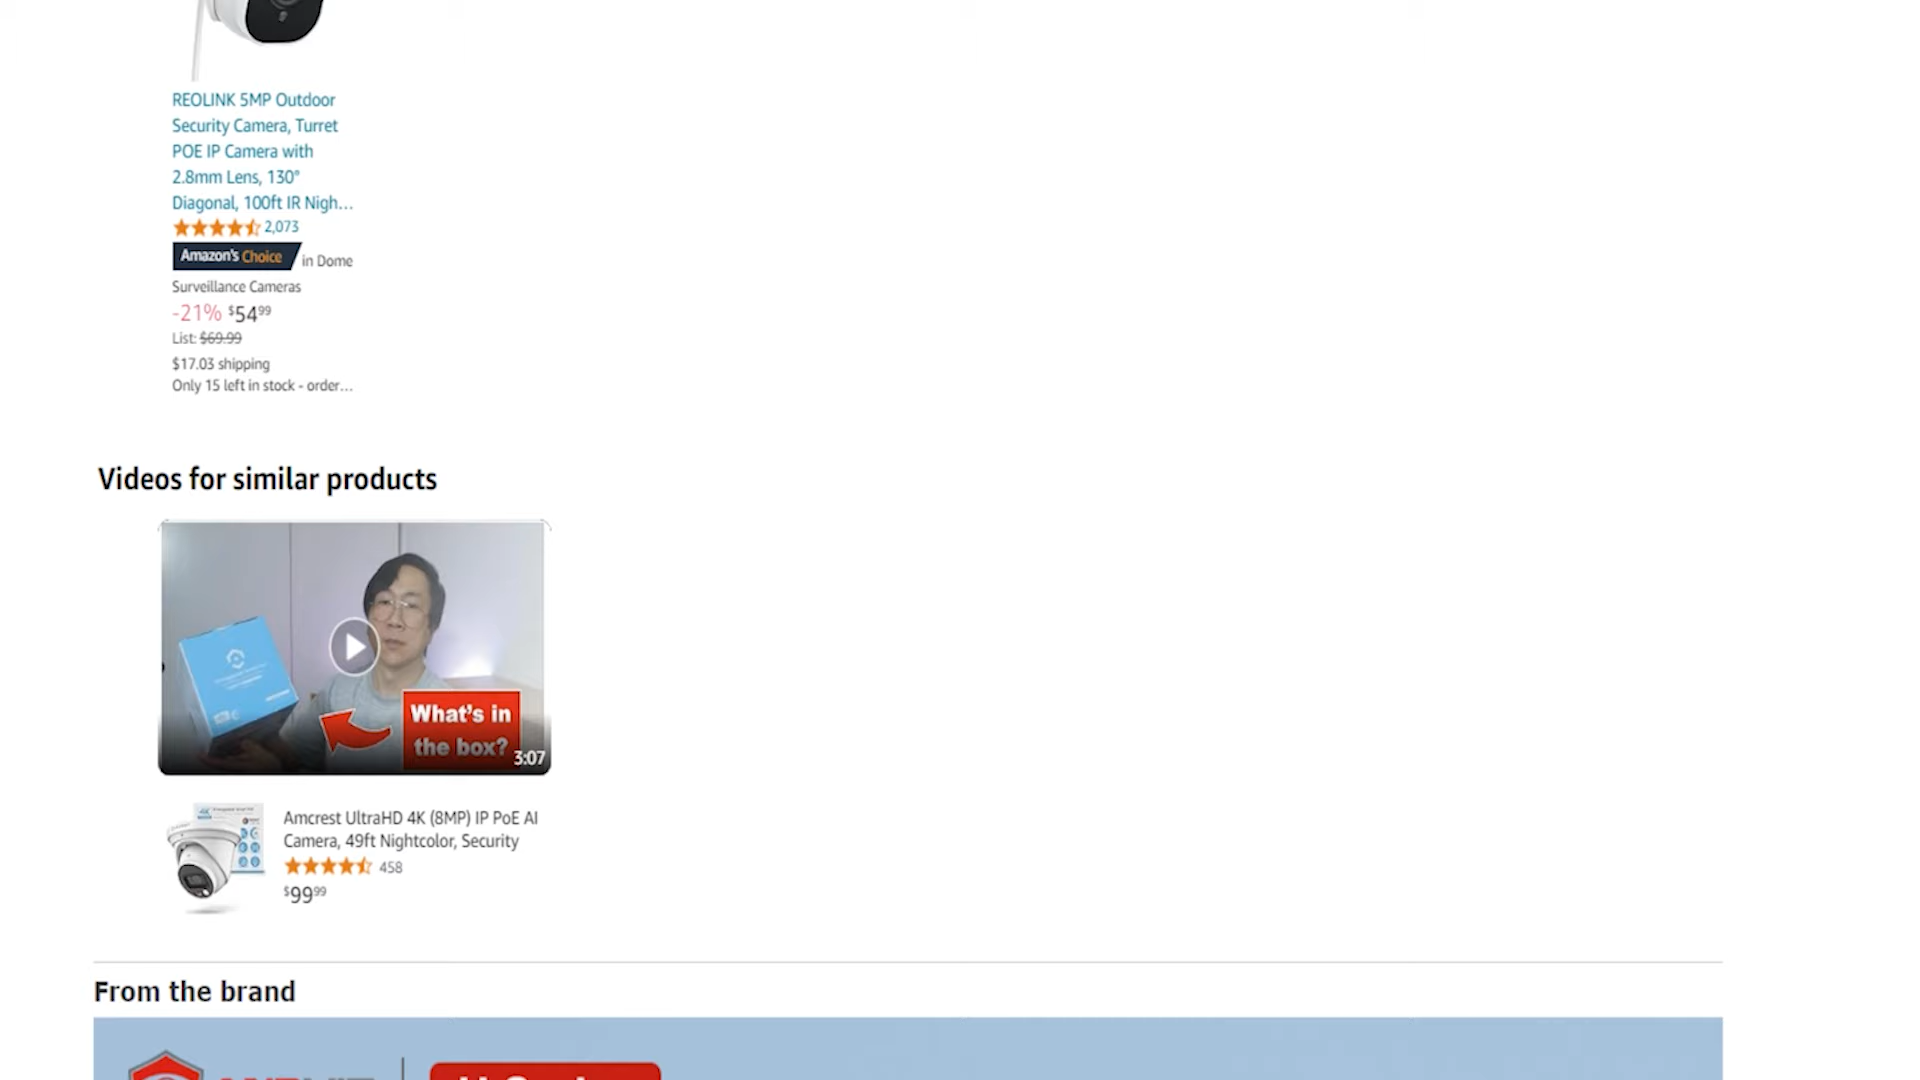 REOLINK 5MP Outdoor
Security Camera, Turret
POE IP Camera with
2.8mm Lens, 130°
Diagonal, 100ft IR Nigh…
2,073
Amazon's Choice in Dome
Surveillance Cameras
-21% $54.99
List: $69.99
$17.03 shipping
Only 15 left in stock - order…
Videos for similar products
What's in
the box?
3:07
Amcrest UltraHD 4K (8MP) IP PoE AI
Camera, 49ft Nightcolor, Security
458
$99.99
From the brand